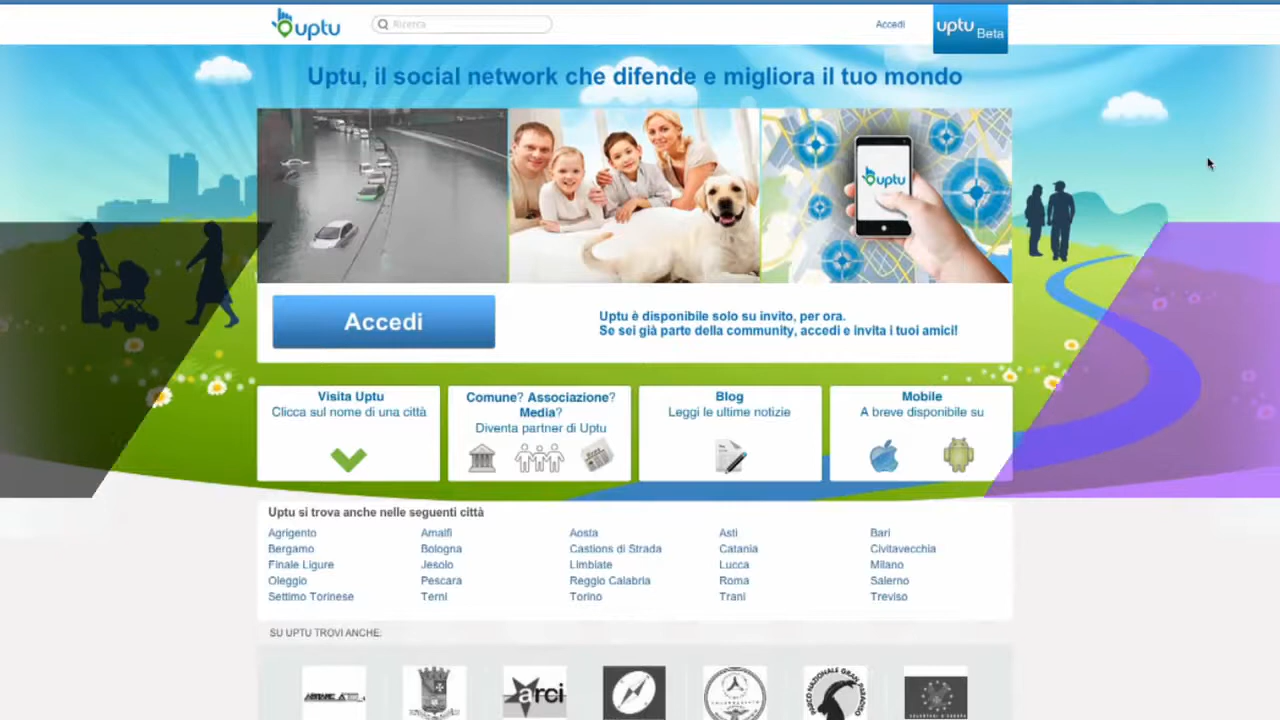 uptu
Ricerca
Accedi
uptu Beta
Uptu, il social network che difende e migliora il tuo mondo
uptu
Accedi
Uptu è disponibile solo su invito, per ora.
Se sei già parte della community, accedi e invita i tuoi amici!
Visita Uptu
Clicca sul nome di una città
Comune? Associazione?
Media?
Diventa partner di Uptu
Blog
Leggi le ultime notizie
Mobile
A breve disponibile su
Uptu si trova anche nelle seguenti città
Agrigento Amalfi Aosta Asti Bari
Bergamo Bologna Castions di Strada Catania Civitavecchia
Finale Ligure Jesolo Limbiate Lucca Milano
Oleggio Pescara Reggio Calabria Roma Salerno
Settimo Torinese Terni Torino Trani Treviso
SU UPTU TROVI ANCHE:
arci
PARCO NAZIONALE GRAN PARADISO